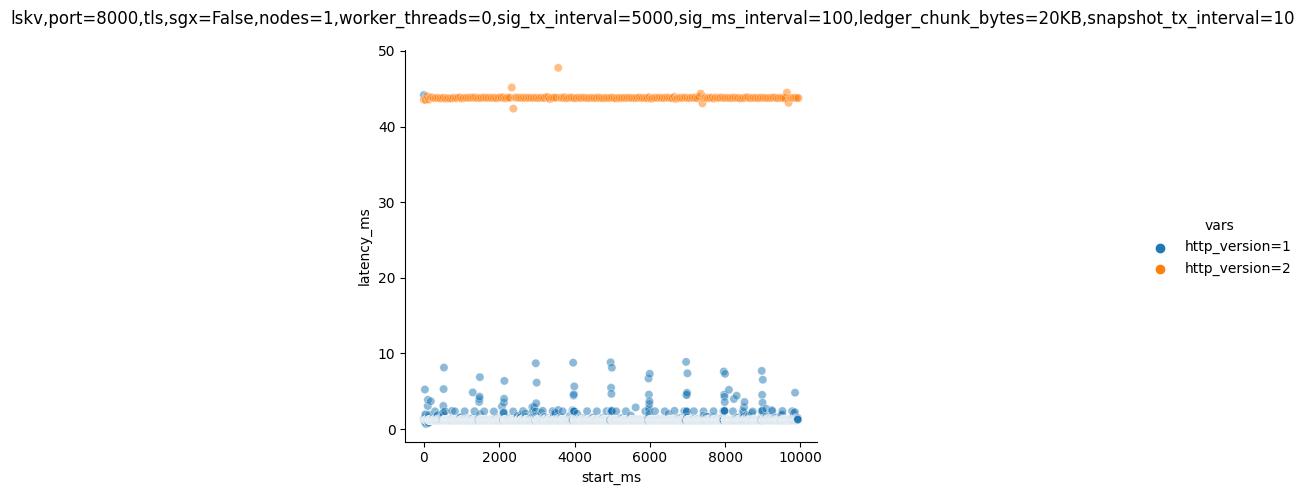 lskv,port=8000,tls,sgx=False,nodes=1,worker_threads=0,sig_tx_interval=5000,sig_ms_interval=100,ledger_chunk_bytes=20KB,snapshot_tx_interval=10
50
40
30
20
10
0
latency_ms
0 2000 4000 6000 8000 10000
start_ms
vars
http_version=1
http_version=2